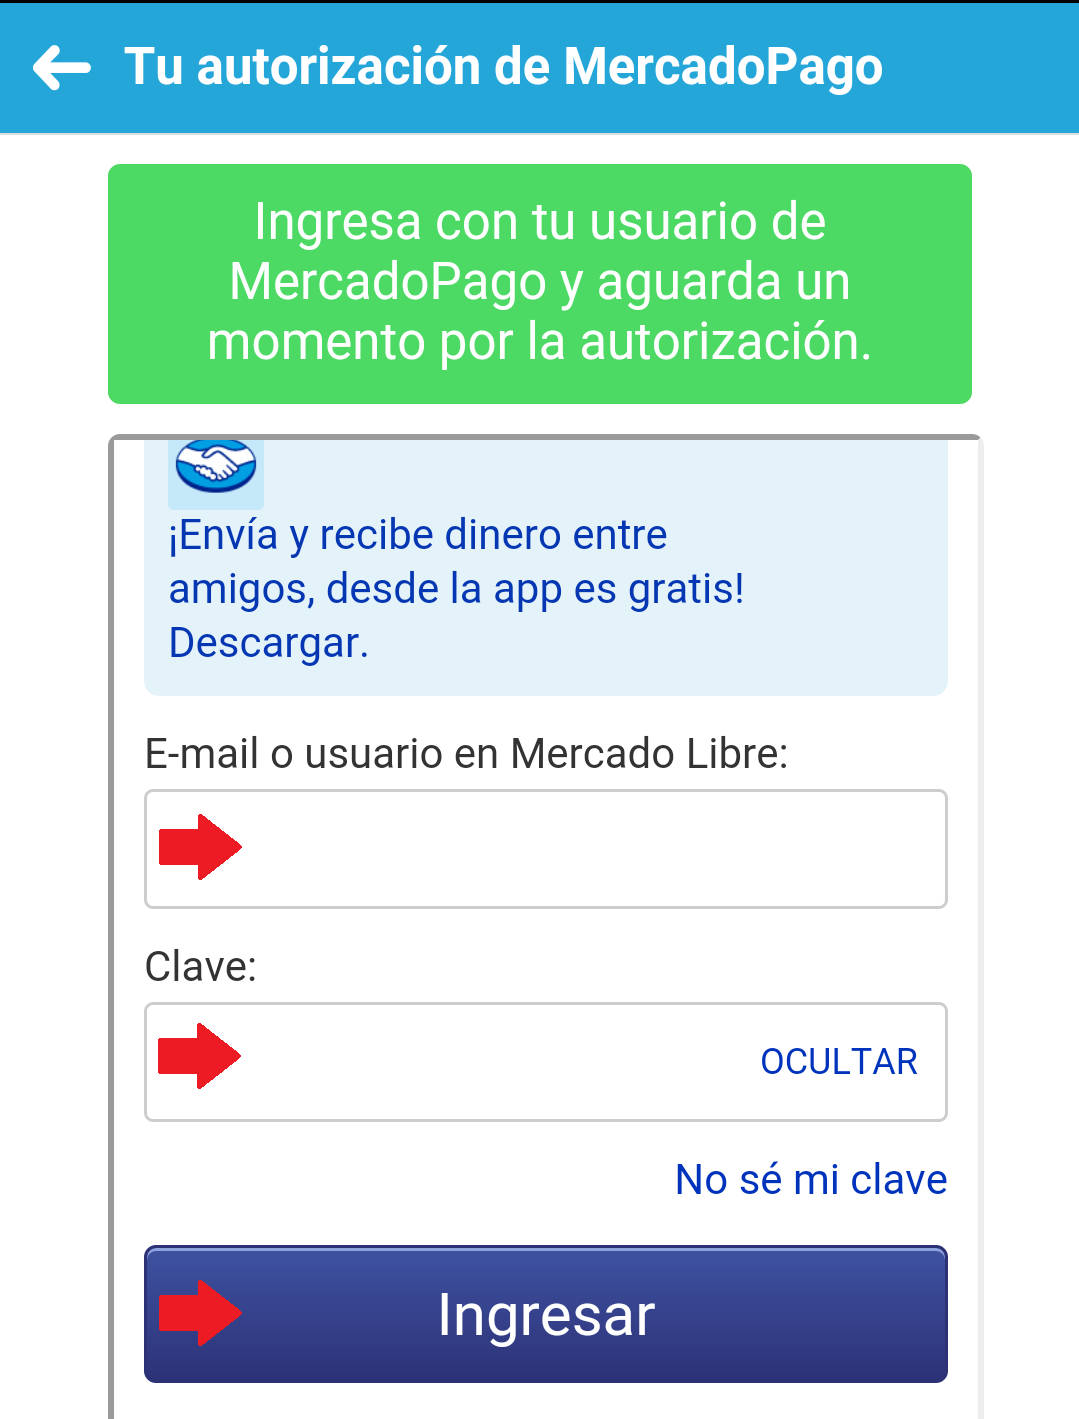 Tu autorización de MercadoPago
Ingresa con tu usuario de
MercadoPago y aguarda un
momento por la autorización.
¡Envía y recibe dinero entre
amigos, desde la app es gratis!
Descargar.
E-mail o usuario en Mercado Libre:
Clave:
OCULTAR
No sé mi clave
Ingresar